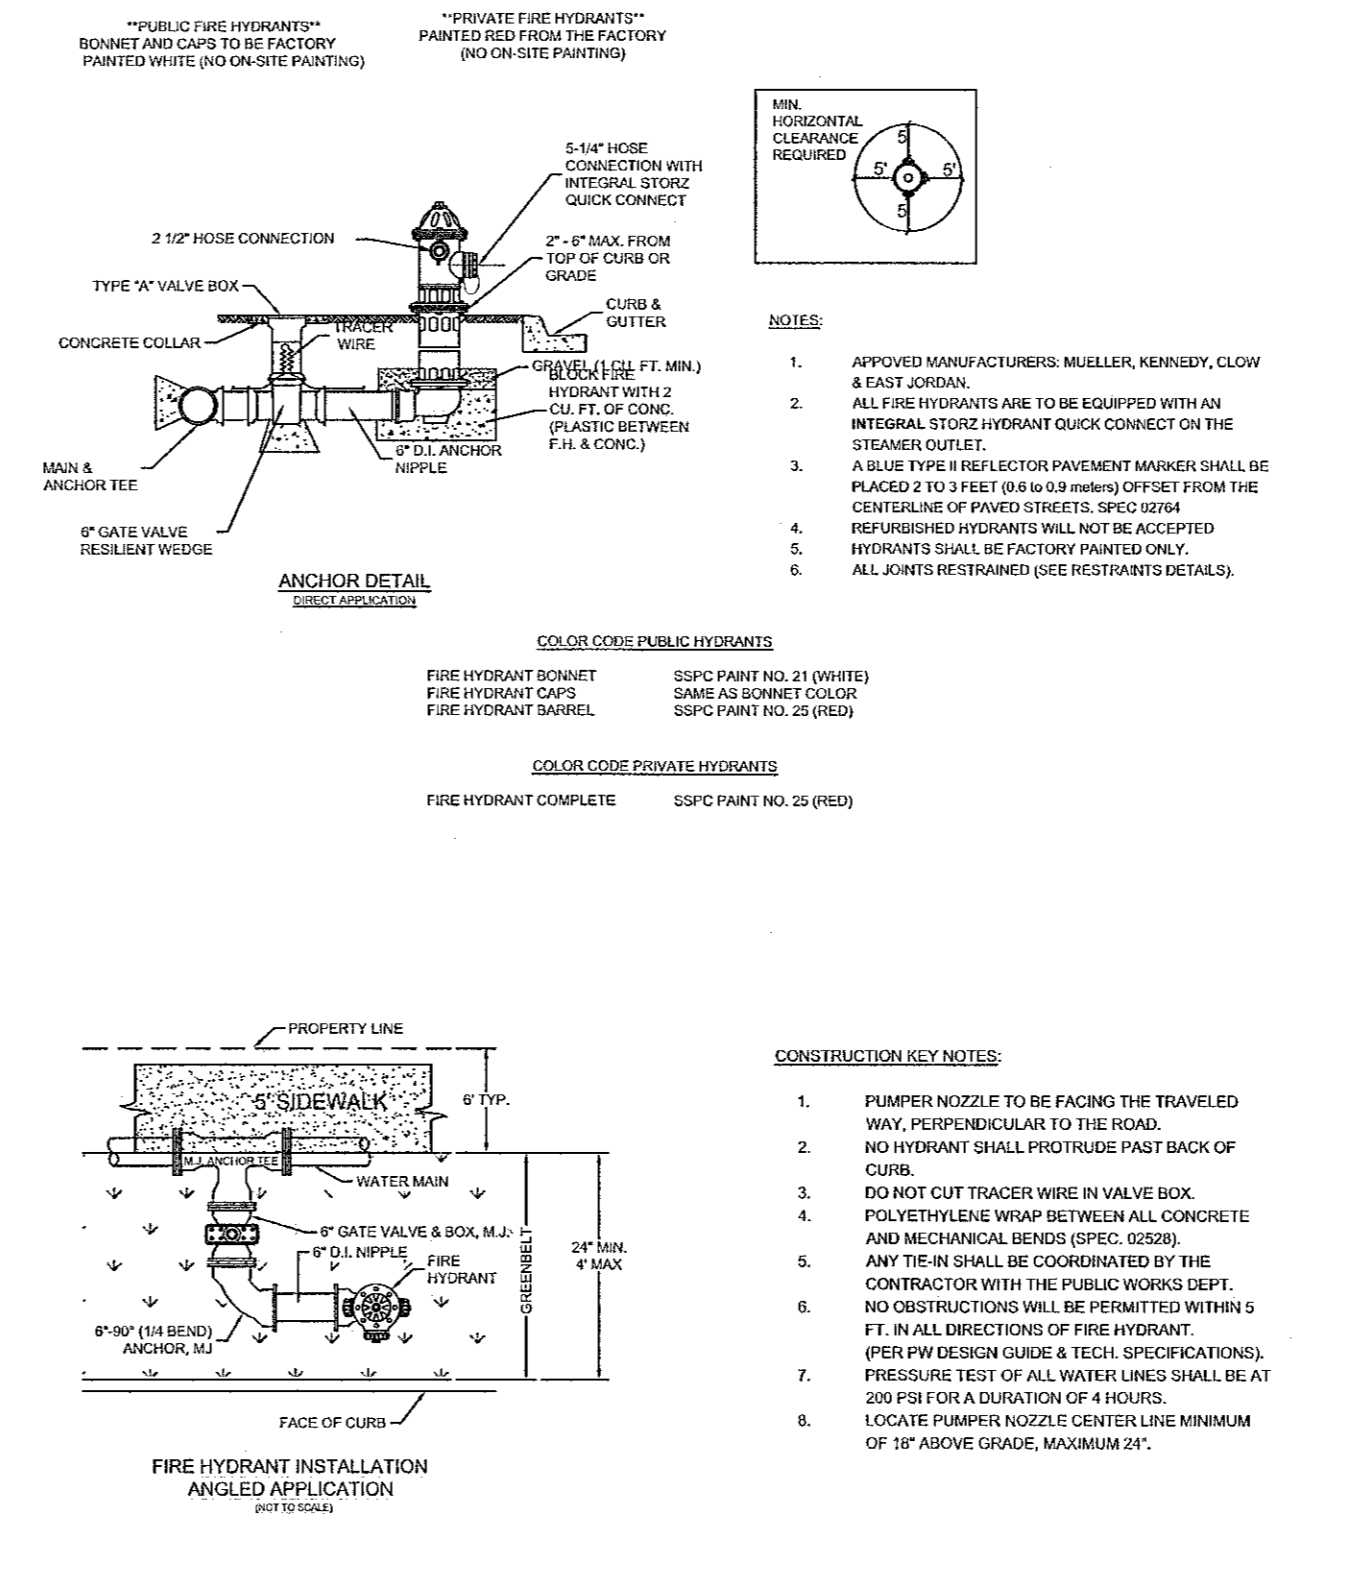 **PUBLIC FIRE HYDRANTS**
BONNET AND CAPS TO BE FACTORY
PAINTED WHITE (NO ON-SITE PAINTING)
**PRIVATE FIRE HYDRANTS**
PAINTED RED FROM THE FACTORY
(NO ON-SITE PAINTING)
MIN.
HORIZONTAL
CLEARANCE
REQUIRED
5
5'
5'
5
5-1/4" HOSE
CONNECTION WITH
INTEGRAL STORZ
QUICK CONNECT
2 1/2" HOSE CONNECTION
2" - 6" MAX. FROM
TOP OF CURB OR
GRADE
TYPE "A" VALVE BOX
CURB &
GUTTER
TRACER
WIRE
CONCRETE COLLAR
GRAVEL (1 CU. FT. MIN.)
BLOCK FIRE
HYDRANT WITH 2
CU. FT. OF CONC.
(PLASTIC BETWEEN
F.H. & CONC.)
6" D.I. ANCHOR
NIPPLE
MAIN &
ANCHOR TEE
6" GATE VALVE
RESILIENT WEDGE
ANCHOR DETAIL
DIRECT APPLICATION
NOTES:
1. APPOVED MANUFACTURERS: MUELLER, KENNEDY, CLOW
& EAST JORDAN.
2. ALL FIRE HYDRANTS ARE TO BE EQUIPPED WITH AN
INTEGRAL STORZ HYDRANT QUICK CONNECT ON THE
STEAMER OUTLET.
3. A BLUE TYPE II REFLECTOR PAVEMENT MARKER SHALL BE
PLACED 2 TO 3 FEET (0.6 to 0.9 meters) OFFSET FROM THE
CENTERLINE OF PAVED STREETS. SPEC 02764
4. REFURBISHED HYDRANTS WILL NOT BE ACCEPTED
5. HYDRANTS SHALL BE FACTORY PAINTED ONLY.
6. ALL JOINTS RESTRAINED (SEE RESTRAINTS DETAILS).
COLOR CODE PUBLIC HYDRANTS
FIRE HYDRANT BONNET SSPC PAINT NO. 21 (WHITE)
FIRE HYDRANT CAPS SAME AS BONNET COLOR
FIRE HYDRANT BARREL SSPC PAINT NO. 25 (RED)
COLOR CODE PRIVATE HYDRANTS
FIRE HYDRANT COMPLETE SSPC PAINT NO. 25 (RED)
PROPERTY LINE
5' SIDEWALK
6' TYP.
M.J. ANCHOR TEE
WATER MAIN
6" GATE VALVE & BOX, M.J.
6" D.I. NIPPLE
FIRE
HYDRANT
GREENBELT
24" MIN.
4' MAX
6"-90° (1/4 BEND)
ANCHOR, MJ
FACE OF CURB
FIRE HYDRANT INSTALLATION
ANGLED APPLICATION
(NOT TO SCALE)
CONSTRUCTION KEY NOTES:
1. PUMPER NOZZLE TO BE FACING THE TRAVELED
WAY, PERPENDICULAR TO THE ROAD.
2. NO HYDRANT SHALL PROTRUDE PAST BACK OF
CURB.
3. DO NOT CUT TRACER WIRE IN VALVE BOX.
4. POLYETHYLENE WRAP BETWEEN ALL CONCRETE
AND MECHANICAL BENDS (SPEC. 02528).
5. ANY TIE-IN SHALL BE COORDINATED BY THE
CONTRACTOR WITH THE PUBLIC WORKS DEPT.
6. NO OBSTRUCTIONS WILL BE PERMITTED WITHIN 5
FT. IN ALL DIRECTIONS OF FIRE HYDRANT.
(PER PW DESIGN GUIDE & TECH. SPECIFICATIONS).
7. PRESSURE TEST OF ALL WATER LINES SHALL BE AT
200 PSI FOR A DURATION OF 4 HOURS.
8. LOCATE PUMPER NOZZLE CENTER LINE MINIMUM
OF 18" ABOVE GRADE, MAXIMUM 24".